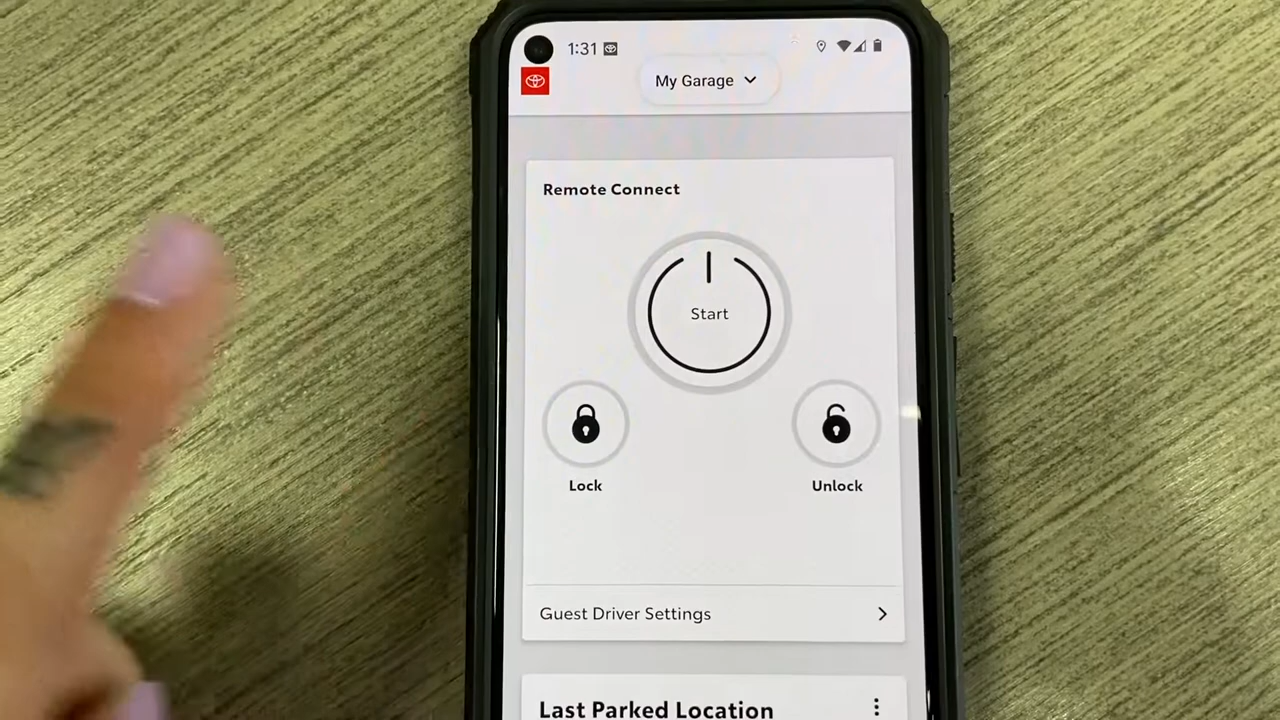 1:31
My Garage
Remote Connect
Start
Lock
Unlock
Guest Driver Settings
Last Parked Location